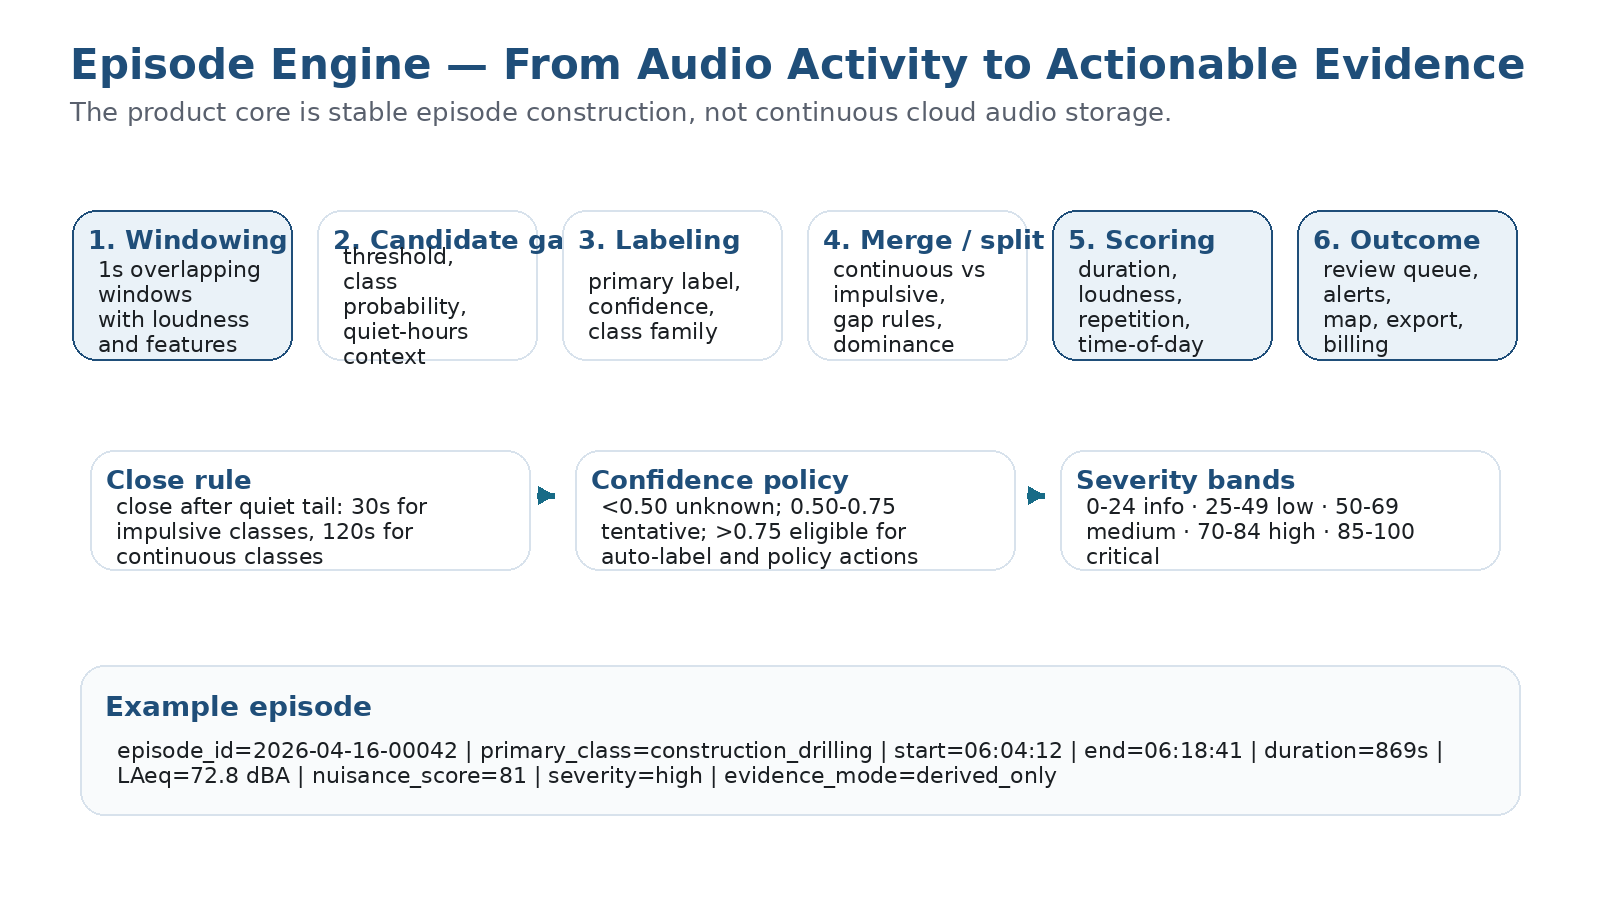 Episode Engine — From Audio Activity to Actionable Evidence
The product core is stable episode construction, not continuous cloud audio storage.
1. Windowing
1s overlapping
windows
with loudness
and features
2. Candidate ga
threshold,
class
probability,
quiet-hours
context
3. Labeling
primary label,
confidence,
class family
4. Merge / split
continuous vs
impulsive,
gap rules,
dominance
5. Scoring
duration,
loudness,
repetition,
time-of-day
6. Outcome
review queue,
alerts,
map, export,
billing
Close rule
close after quiet tail: 30s for
impulsive classes, 120s for
continuous classes
Confidence policy
<0.50 unknown; 0.50-0.75
tentative; >0.75 eligible for
auto-label and policy actions
Severity bands
0-24 info · 25-49 low · 50-69
medium · 70-84 high · 85-100
critical
Example episode
episode_id=2026-04-16-00042 | primary_class=construction_drilling | start=06:04:12 | end=06:18:41 | duration=869s |
LAeq=72.8 dBA | nuisance_score=81 | severity=high | evidence_mode=derived_only